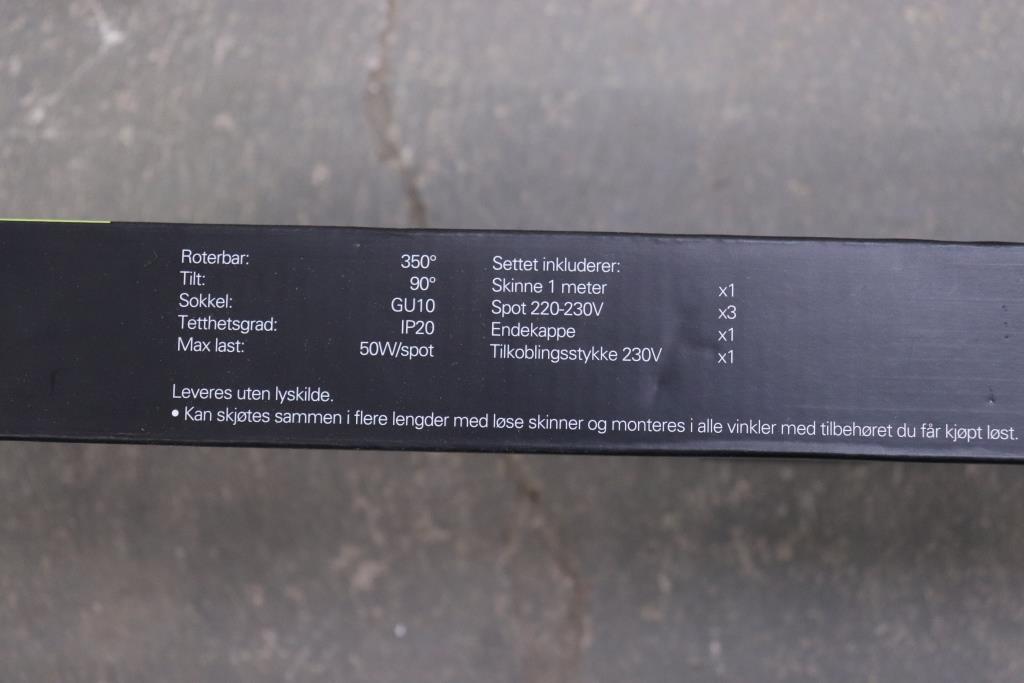 Roterbar: 350°
Tilt: 90°
Sokkel: GU10
Tetthetsgrad: IP20
Max last: 50W/spot
Settet inkluderer:
Skinne 1 meter x1
Spot 220-230V x3
Endekappe x1
Tilkoblingsstykke 230V x1
Leveres uten lyskilde.
• Kan skjøtes sammen i flere lengder med løse skinner og monteres i alle vinkler med tilbehøret du får kjøpt løst.